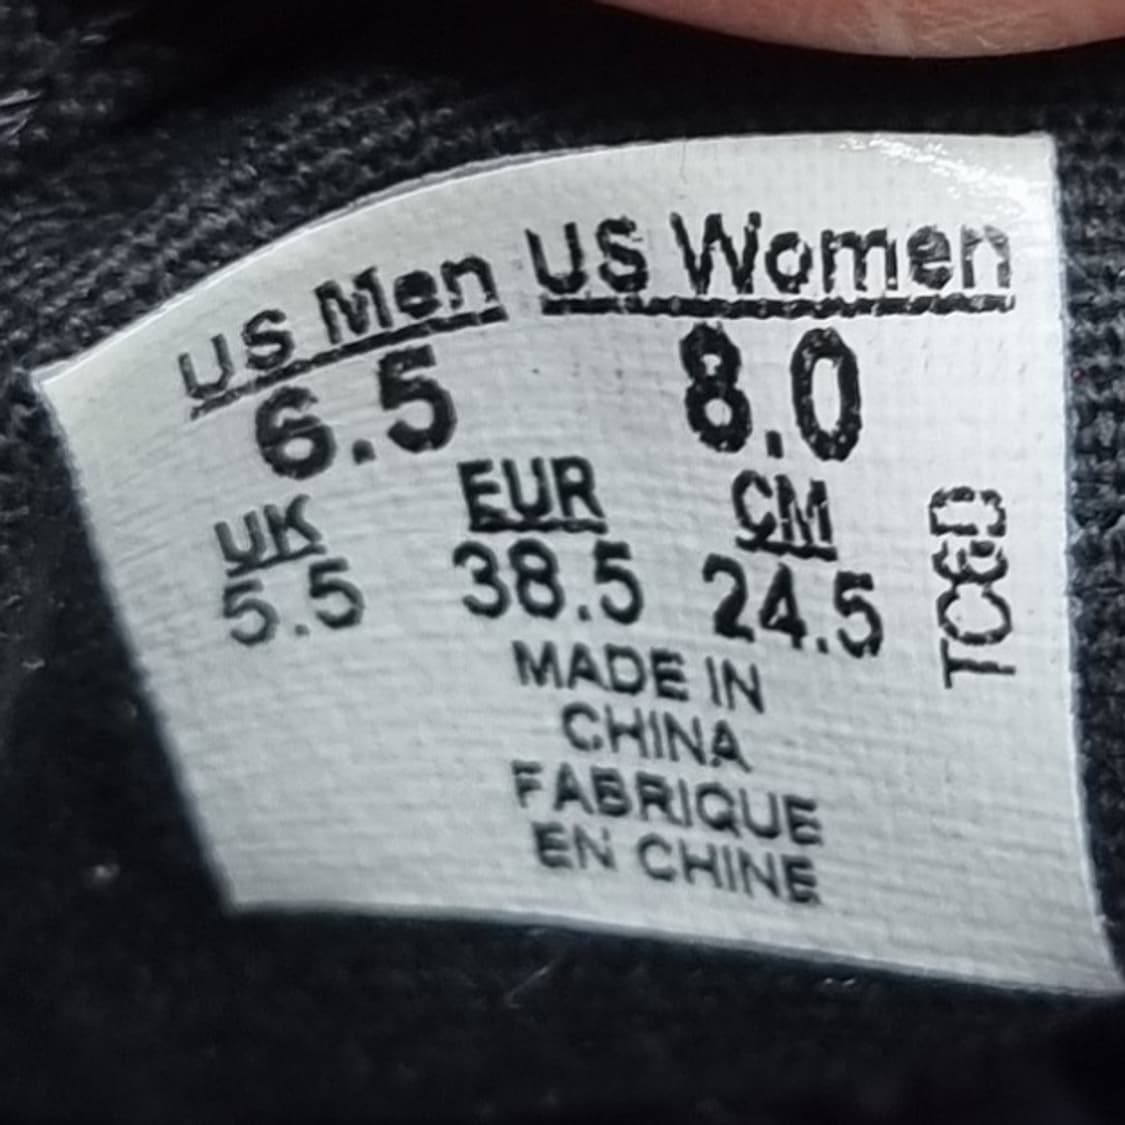 US Men US Women
6.5 8.0
UK EUR CM
5.5 38.5 24.5
MADE IN
CHINA
FABRIQUE
EN CHINE
TC&D